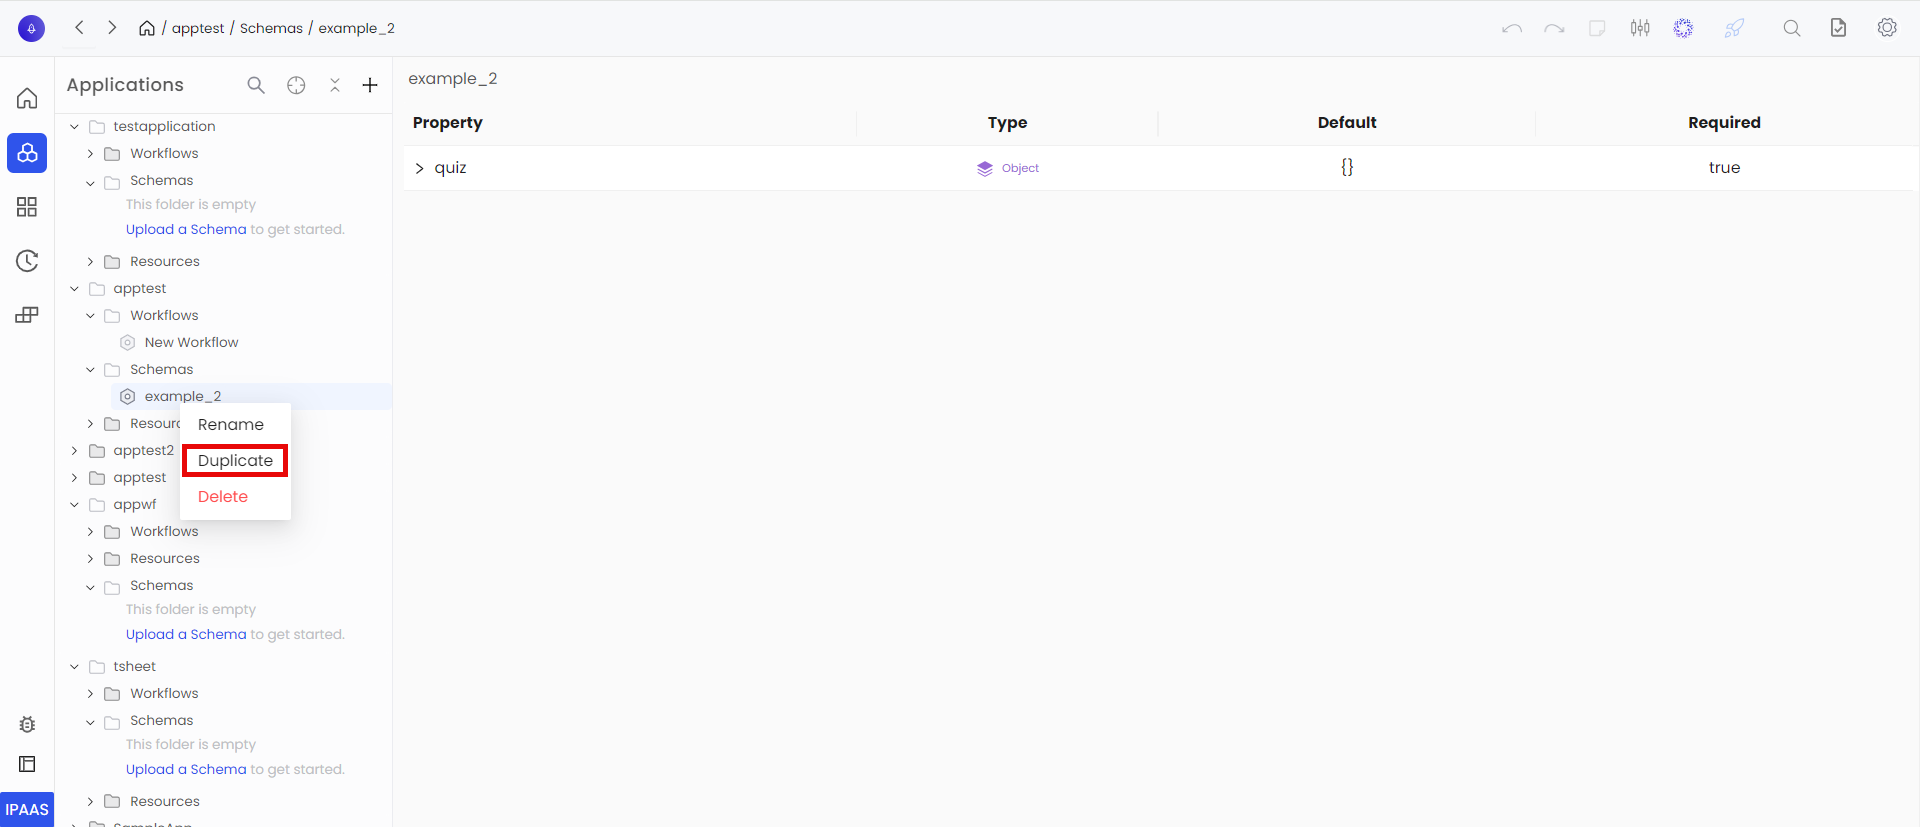 / apptest / Schemas / example_2
Applications
testapplication
Workflows
Schemas
This folder is empty
Upload a Schema to get started.
Resources
apptest
Workflows
New Workflow
Schemas
example_2
Rename
Duplicate
Delete
apptest2
apptest
appwf
Workflows
Resources
Schemas
This folder is empty
Upload a Schema to get started.
tsheet
Workflows
Schemas
This folder is empty
Upload a Schema to get started.
Resources
SampleApp
IPAAS
example_2
Property Type Default Required
quiz Object {} true